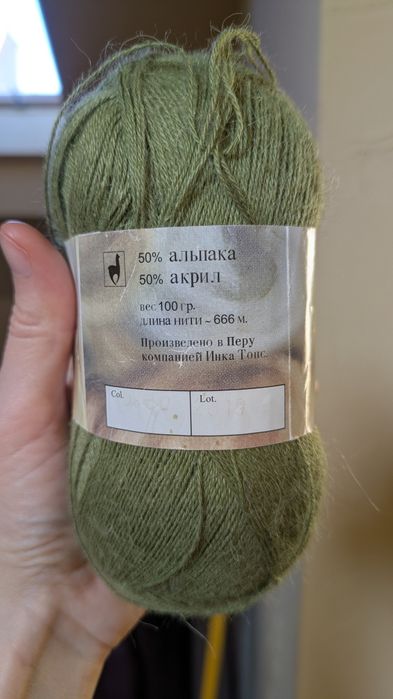 50% альпака
50% акрил
вес 100 гр.
длина нити ~ 666 м.
Произведено в Перу
компанией Инка Топс.
Col. Lot.